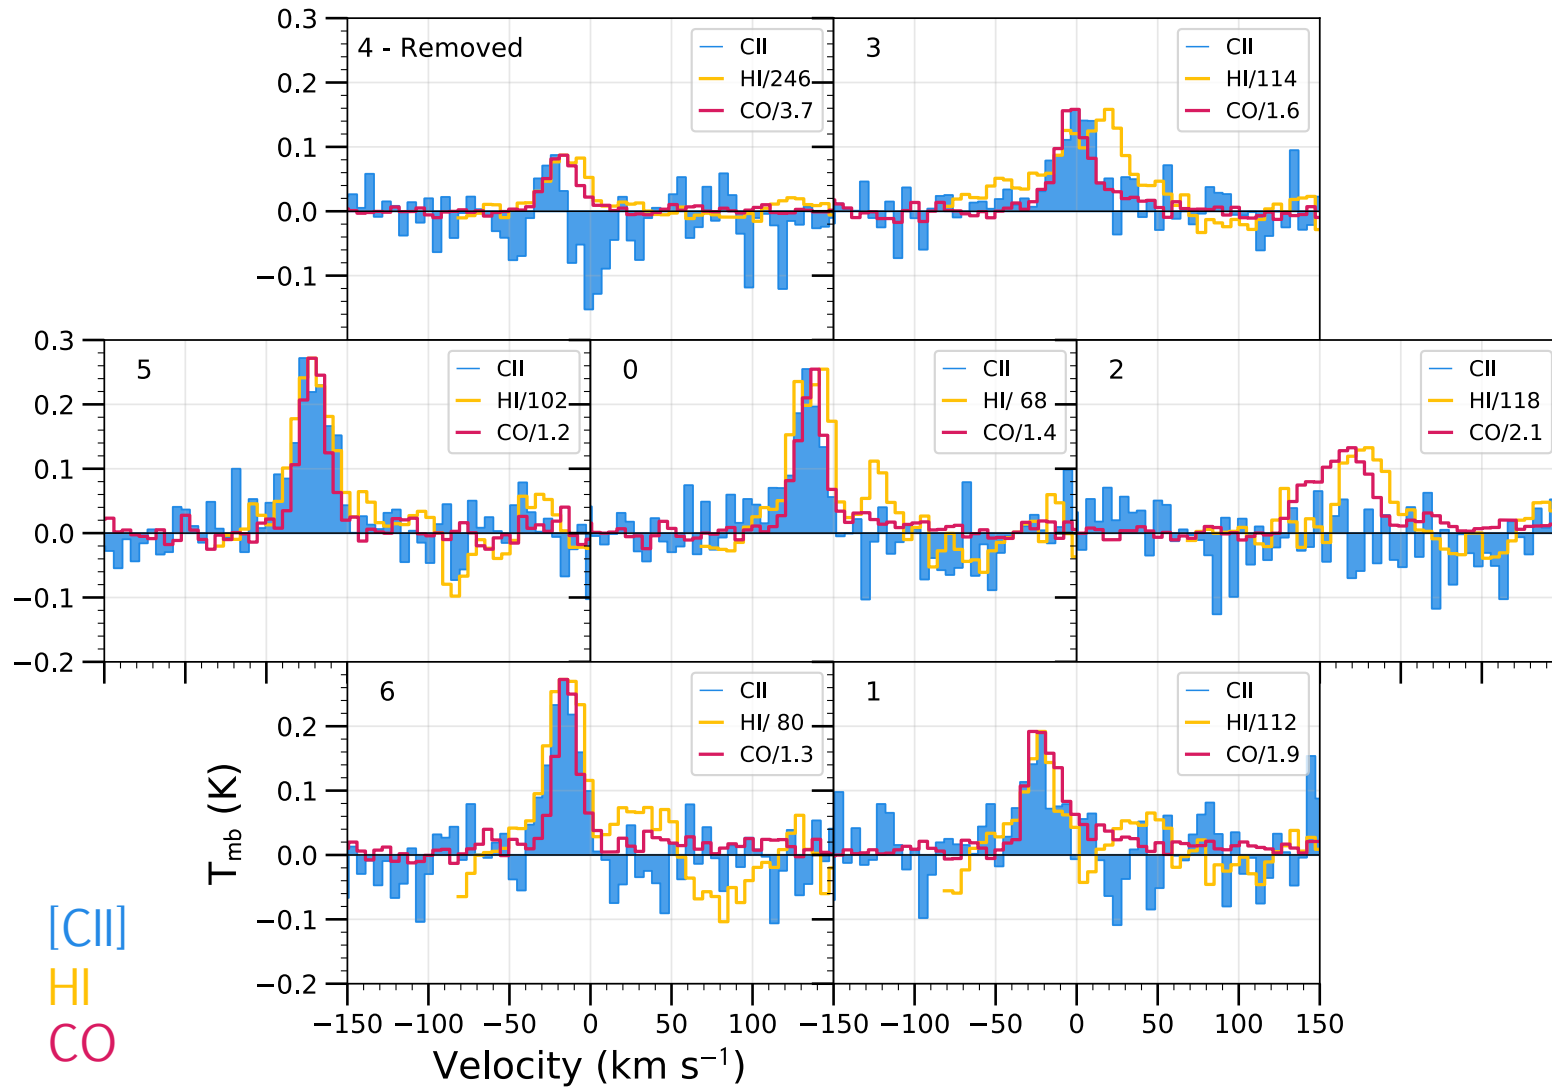 0.3
0.2
0.1
0.0
−0.1
4 - Removed
CII
HI/246
CO/3.7
3
CII
HI/114
CO/1.6
0.3
0.2
0.1
0.0
−0.1
−0.2
5
CII
HI/102
CO/1.2
0
CII
HI/ 68
CO/1.4
2
CII
HI/118
CO/2.1
0.2
0.1
0.0
−0.1
−0.2
6
CII
HI/ 80
CO/1.3
1
CII
HI/112
CO/1.9
T_mb (K)
−150 −100 −50 0 50 100 −150 −100 −50 0 50 100 150
Velocity (km s⁻¹)
[CII]
HI
CO